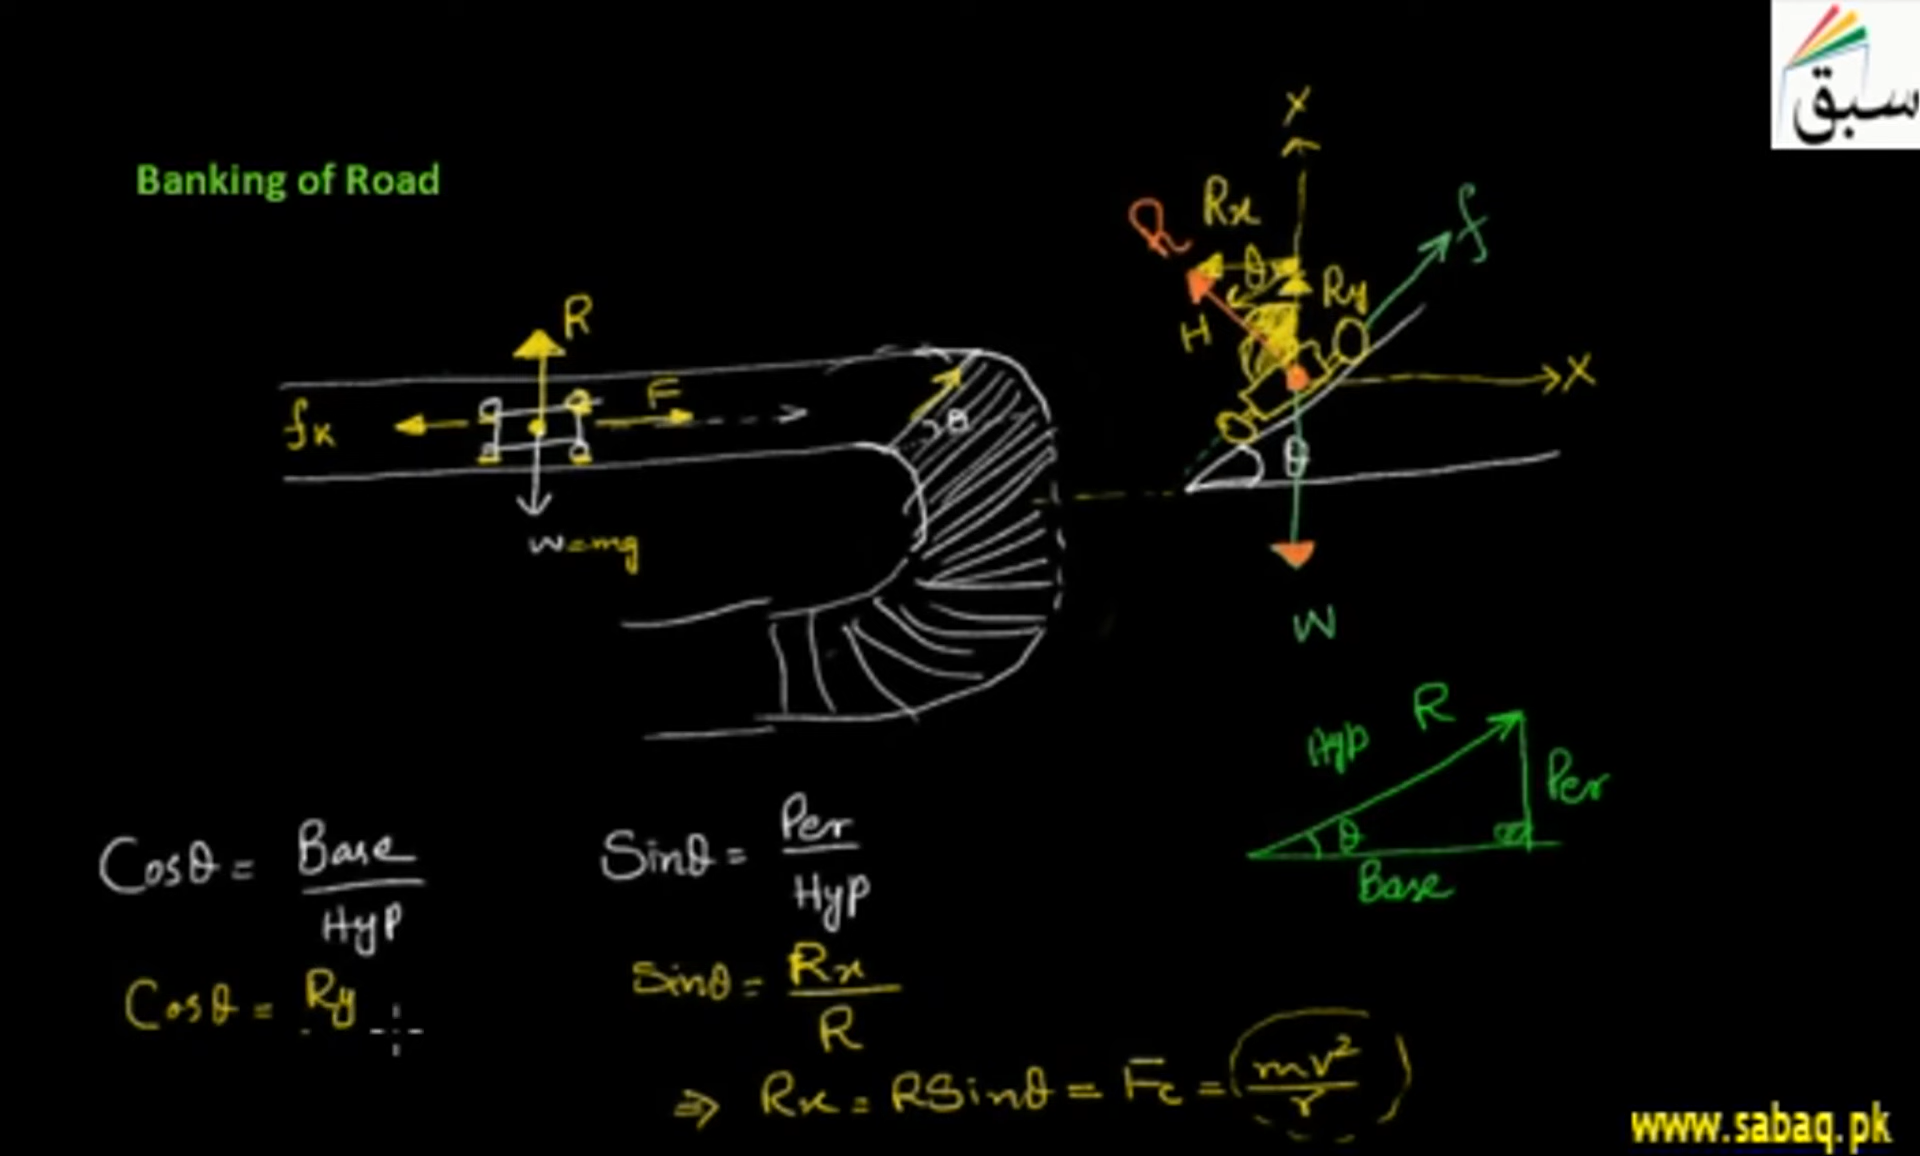 سبق
Banking of Road
X
Rx
R
f
θ
Ry
H
X
θ
W
R
F
fk
θ
W=mg
R
Hyp
Per
θ
Base
Cosθ = Base/Hyp
Sinθ = Per/Hyp
Cosθ = Ry
Sinθ = Rx/R
⇒ Rx = RSinθ = Fc = (mv²/r)
www.sabaq.pk